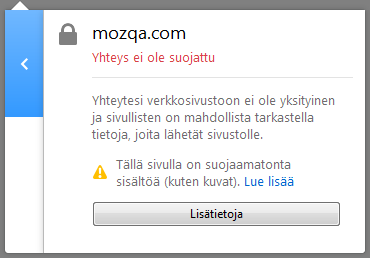 mozqa.com
Yhteys ei ole suojattu
Yhteytesi verkkosivustoon ei ole yksityinen
ja sivullisten on mahdollista tarkastella
tietoja, joita lähetät sivustolle.
Tällä sivulla on suojaamatonta
sisältöä (kuten kuvat). Lue lisää
Lisätietoja